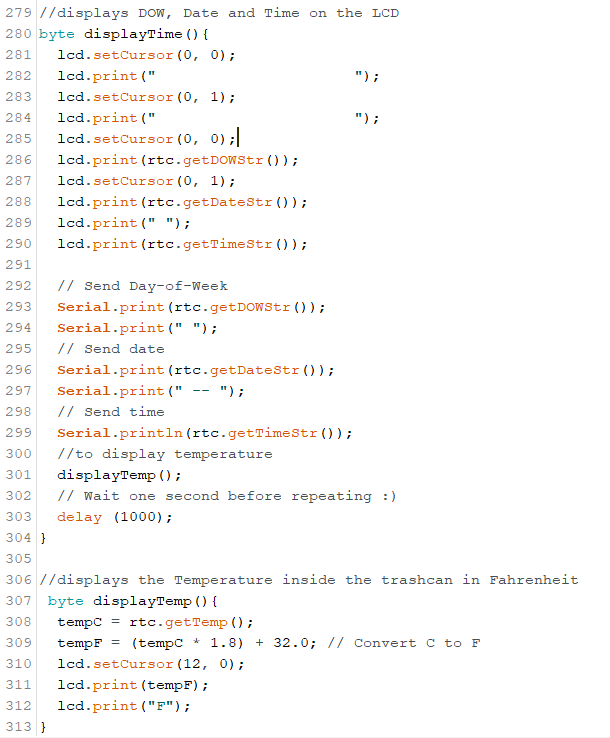 279 //displays DOW, Date and Time on the LCD
280 byte displayTime(){
281   lcd.setCursor(0, 0);
282   lcd.print("                      ");
283   lcd.setCursor(0, 1);
284   lcd.print("                      ");
285   lcd.setCursor(0, 0);
286   lcd.print(rtc.getDOWStr());
287   lcd.setCursor(0, 1);
288   lcd.print(rtc.getDateStr());
289   lcd.print(" ");
290   lcd.print(rtc.getTimeStr());
291
292   // Send Day-of-Week
293   Serial.print(rtc.getDOWStr());
294   Serial.print(" ");
295   // Send date
296   Serial.print(rtc.getDateStr());
297   Serial.print(" -- ");
298   // Send time
299   Serial.println(rtc.getTimeStr());
300   //to display temperature
301   displayTemp();
302   // Wait one second before repeating :)
303   delay (1000);
304 }
305
306 //displays the Temperature inside the trashcan in Fahrenheit
307  byte displayTemp(){
308   tempC = rtc.getTemp();
309   tempF = (tempC * 1.8) + 32.0; // Convert C to F
310   lcd.setCursor(12, 0);
311   lcd.print(tempF);
312   lcd.print("F");
313 }